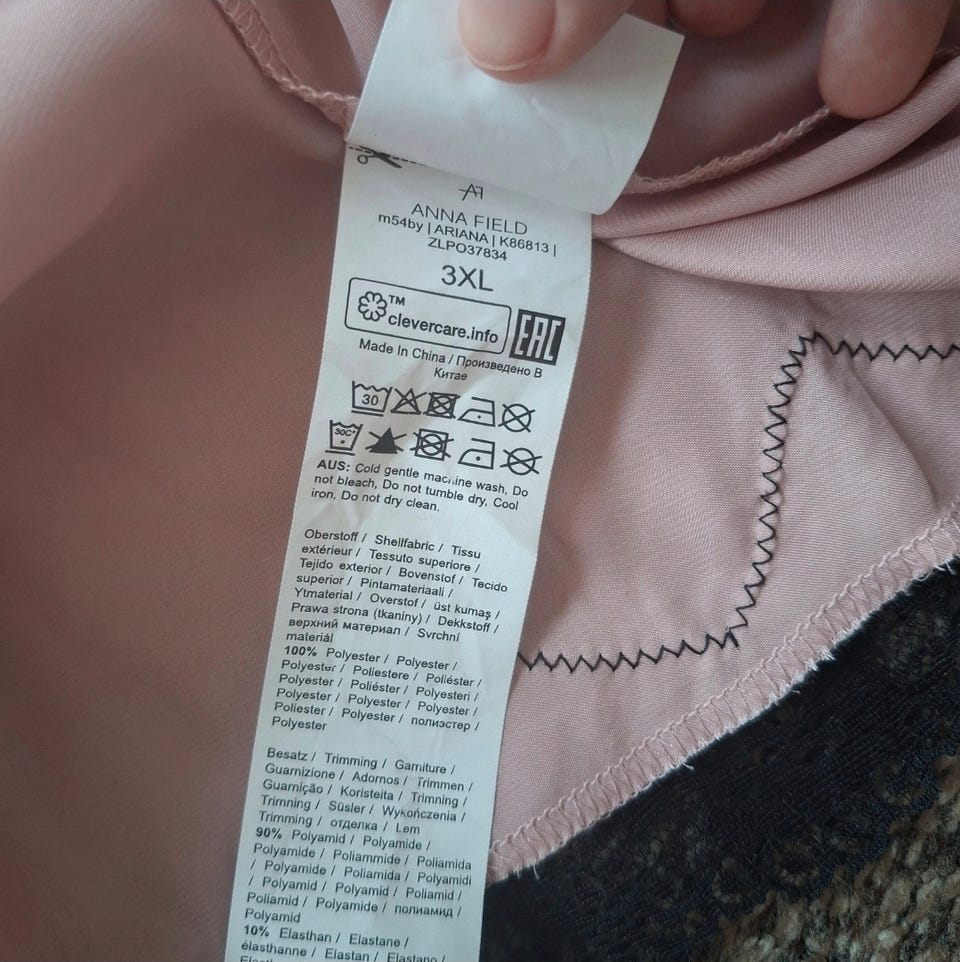 ANNA FIELD
m54by | ARIANA | K86813 |
ZLPO37834
3XL
TM
clevercare.info
EAC
Made In China / Произведено В
Китае
30
30C°
AUS: Cold gentle machine wash, Do
not bleach, Do not tumble dry, Cool
iron, Do not dry clean.
Oberstoff / Shellfabric / Tissu
extérieur / Tessuto superiore /
Tejido exterior / Bovenstof / Tecido
superior / Pintamateriaali /
Ytmaterial / Overstof / üst kumaş /
Prawa strona (tkaniny) / Dekkstoff /
верхний материал / Svrchní
materiál
100% Polyester / Polyester /
Polyester / Poliestere / Poliéster /
Polyester / Poliéster / Polyesteri /
Polyester / Polyester / Polyester /
Poliester / Polyester / полиэстер /
Polyester
Besatz / Trimming / Garniture /
Guarnizione / Adornos / Trimmen /
Guarnição / Koristeita / Trimning /
Trimning / Süsler / Wykończenia /
Trimming / отделка / Lem
90% Polyamid / Polyamide /
Polyamide / Poliammide / Poliamida
/ Polyamide / Poliamida / Polyamidi
/ Polyamid / Polyamid / Poliamid /
Poliamid / Polyamide / полиамид /
Polyamid
10% Elasthan / Elastane /
élasthanne / Elastan / Elastano /